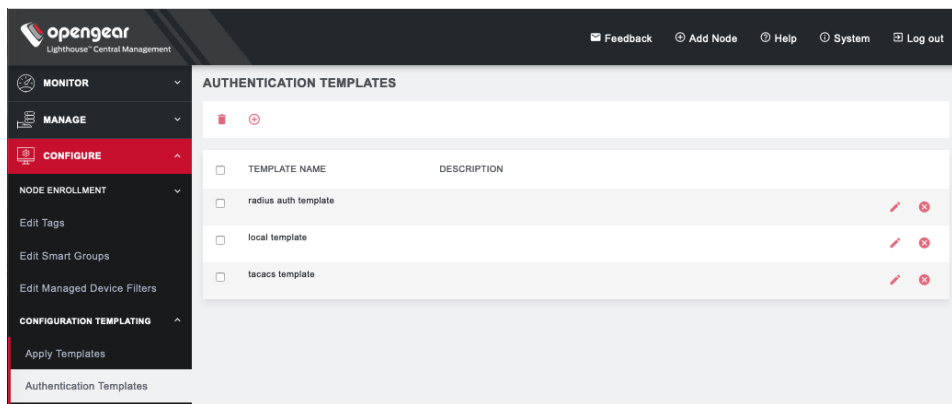 opengear
Lighthouse™ Central Management
Feedback
Add Node
Help
System
Log out
MONITOR
MANAGE
CONFIGURE
NODE ENROLLMENT
Edit Tags
Edit Smart Groups
Edit Managed Device Filters
CONFIGURATION TEMPLATING
Apply Templates
Authentication Templates
AUTHENTICATION TEMPLATES
TEMPLATE NAME DESCRIPTION
radius auth template
local template
tacacs template